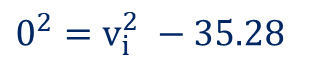 0² = vᵢ² − 35.28